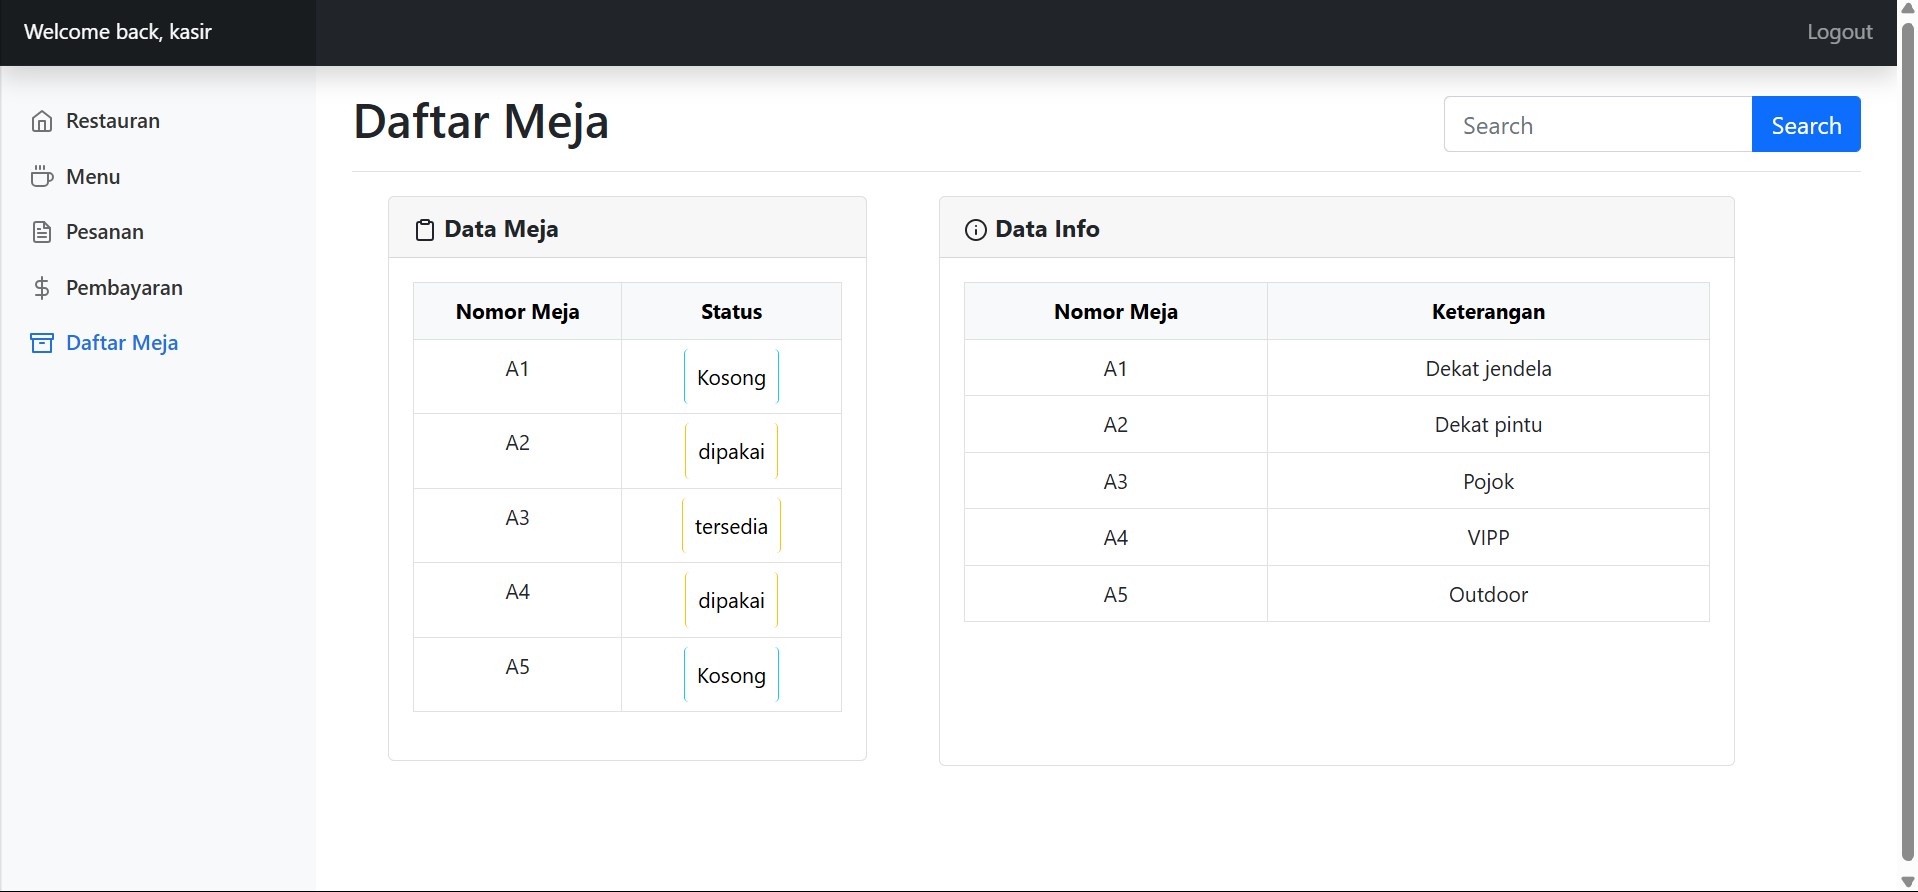 Welcome back, kasir
Logout
Restauran
Menu
Pesanan
Pembayaran
Daftar Meja
Daftar Meja
Search
Search
Data Meja
Nomor Meja Status
A1 Kosong
A2 dipakai
A3 tersedia
A4 dipakai
A5 Kosong
Data Info
Nomor Meja Keterangan
A1 Dekat jendela
A2 Dekat pintu
A3 Pojok
A4 VIPP
A5 Outdoor